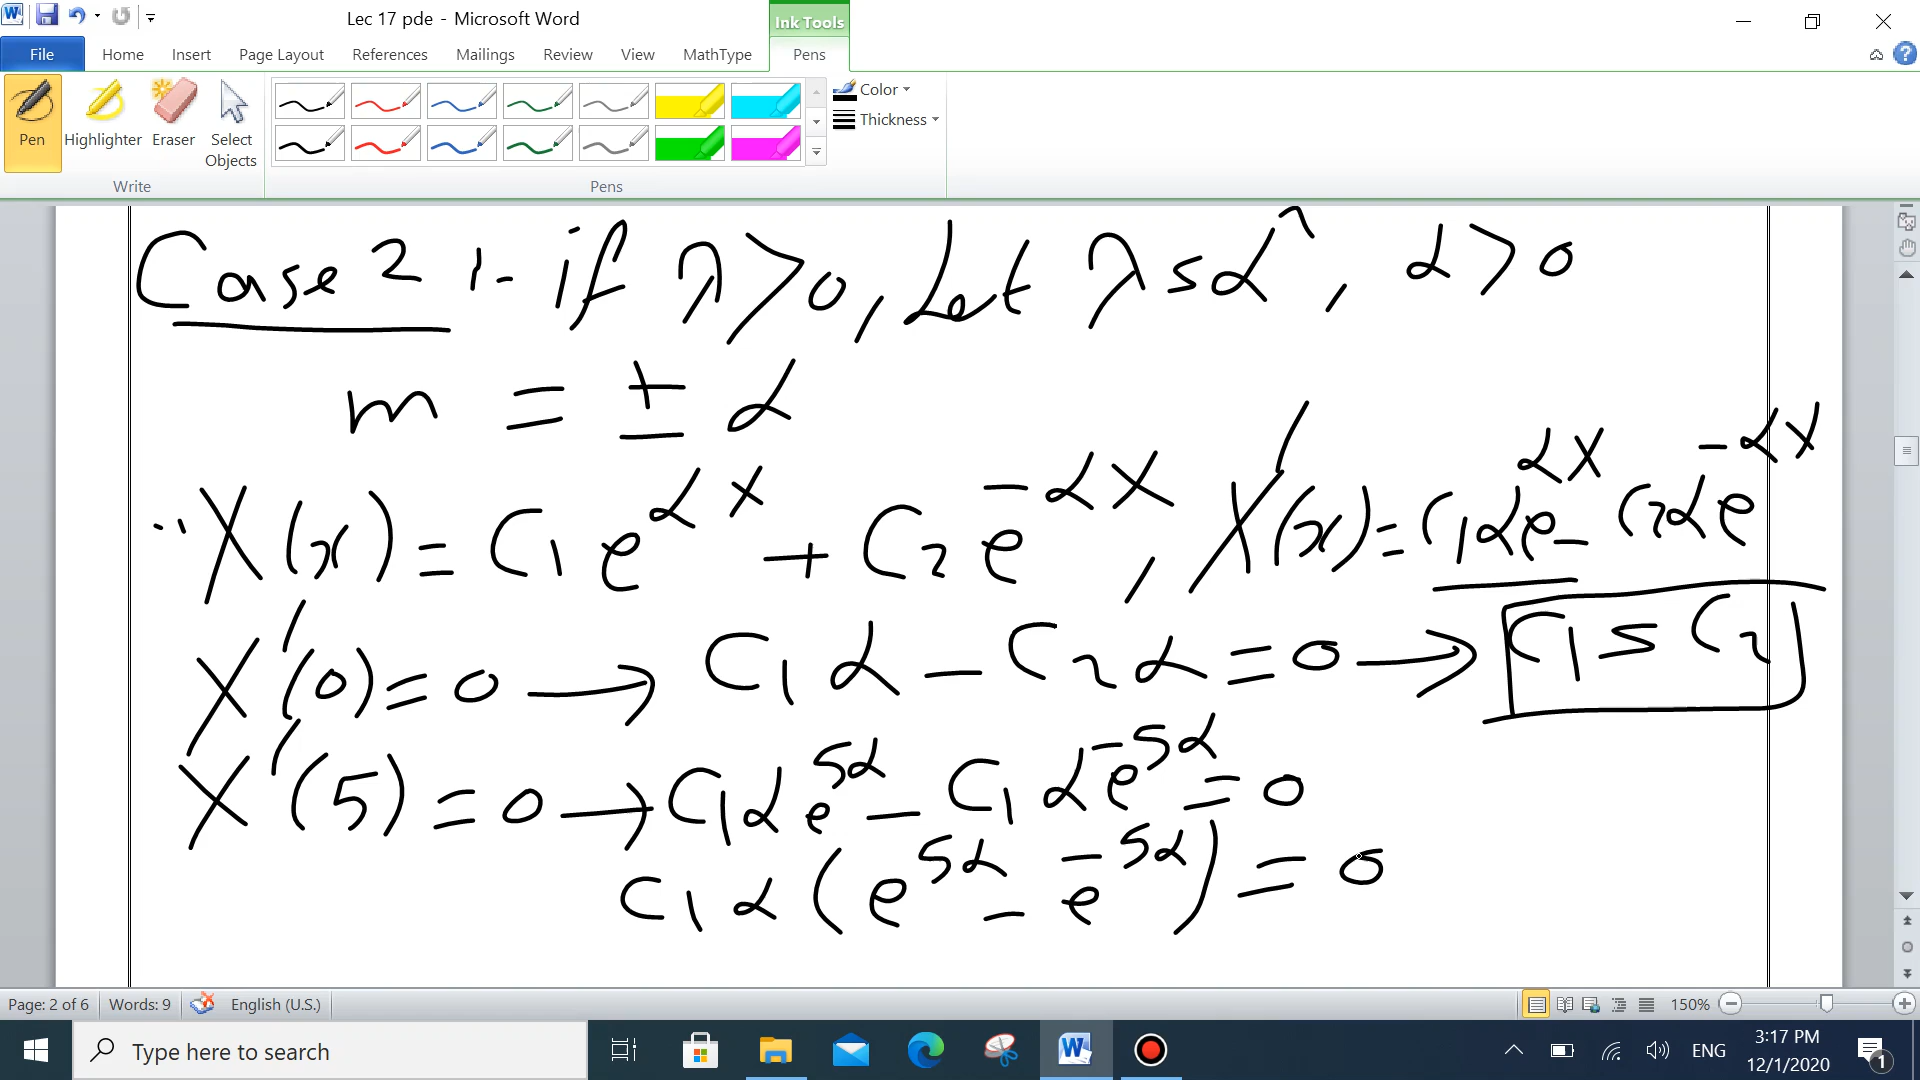 Lec 17 pde - Microsoft Word
Ink Tools
File Home Insert Page Layout References Mailings Review View MathType Pens
Pen Highlighter Eraser Select Objects
Color
Thickness
Write Pens
Case 2 :- if λ>0, Let λ = α², α>0
m = ± α
∴ X(x) = C₁ e^{αx} + C₂ e^{-αx}, X'(x) = C₁αe^{αx} - C₂αe^{-αx}
X'(0) = 0 → C₁α - C₂α = 0 → C₁ = C₂
X'(5) = 0 → C₁αe^{5α} - C₁αe^{-5α} = 0
C₁α(e^{5α} - e^{-5α}) = 0
Page: 2 of 6 Words: 9 English (U.S.) 150%
Type here to search
ENG 3:17 PM
12/1/2020
1